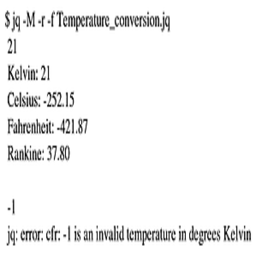 $ jq -M -r -f Temperature_conversion.jq
21
Kelvin: 21
Celsius: -252.15
Fahrenheit: -421.87
Rankine: 37.80
-1
jq: error: cfr: -1 is an invalid temperature in degrees Kelvin